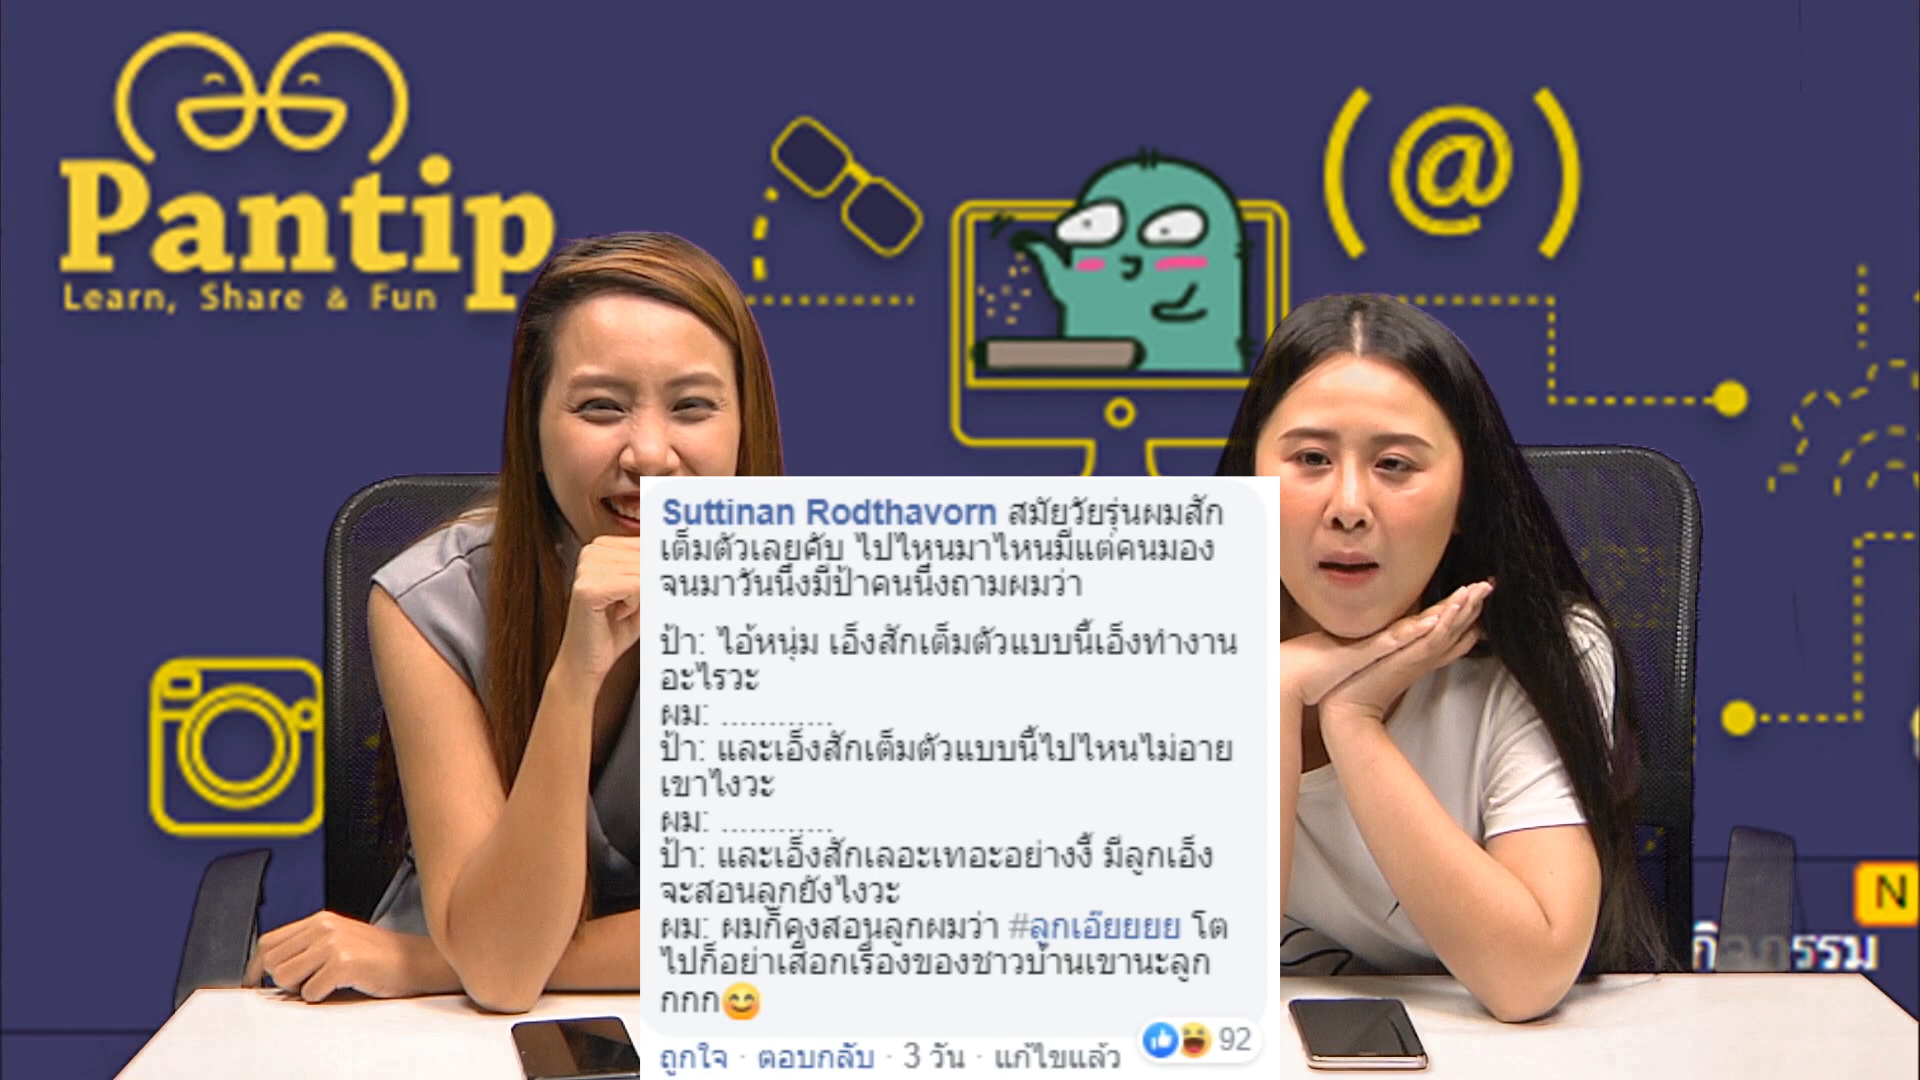 Pantip
Learn, Share & Fun
(@)
Suttinan Rodthavorn สมัยวัยรุ่นผมสัก
เต็มตัวเลยคับ ไปไหนมาไหนมีแต่คนมอง
จนมาวันนึงมีป้าคนนึงถามผมว่า
ป้า: ไอ้หนุ่ม เอ็งสักเต็มตัวแบบนี้เอ็งทำงาน
อะไรวะ
ผม: ............
ป้า: และเอ็งสักเต็มตัวแบบนี้ไปไหนไม่อาย
เขาไงวะ
ผม: ............
ป้า: และเอ็งสักเลอะเทอะอย่างงี้ มีลูกเอ็ง
จะสอนลูกยังไงวะ
ผม: ผมก็คงสอนลูกผมว่า #ลูกเอ๊ยยยยย โต
ไปก็อย่าเสือกเรื่องของชาวบ้านเขานะลูก
กกก😊
ถูกใจ · ตอบกลับ · 3 วัน · แก้ไขแล้ว
92
N
กิจกรรม